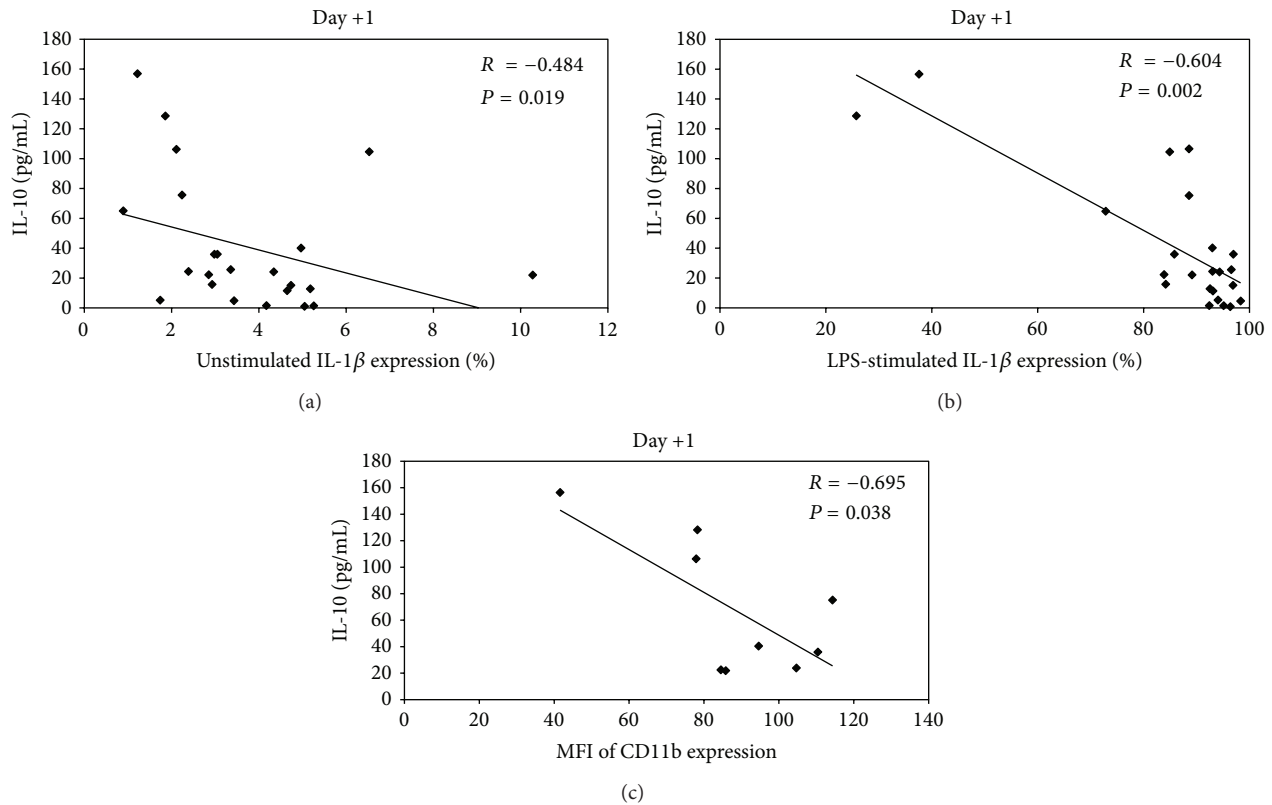 Day +1
180
160
140
120
100
80
60
40
20
0
IL-10 (pg/mL)
R = −0.484
P = 0.019
0 2 4 6 8 10 12
Unstimulated IL-1β expression (%)
(a)
Day +1
180
160
140
120
100
80
60
40
20
0
IL-10 (pg/mL)
R = −0.604
P = 0.002
0 20 40 60 80 100
LPS-stimulated IL-1β expression (%)
(b)
Day +1
180
160
140
120
100
80
60
40
20
0
IL-10 (pg/mL)
R = −0.695
P = 0.038
0 20 40 60 80 100 120 140
MFI of CD11b expression
(c)